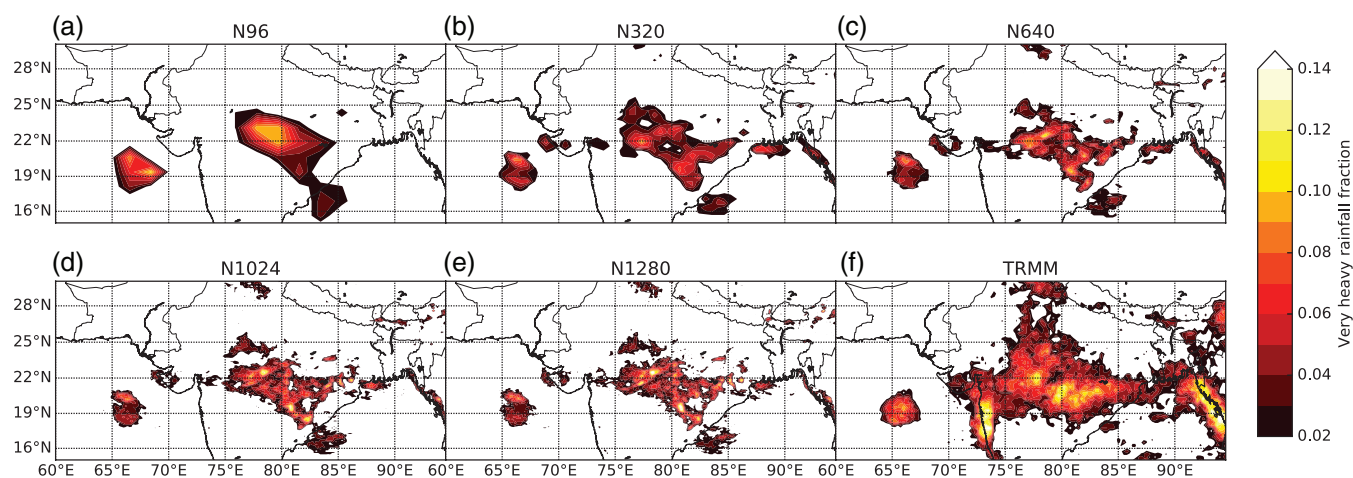 (a) N96 (b) N320 (c) N640
28°N
25°N
22°N
19°N
16°N
(d) N1024 (e) N1280 (f) TRMM
28°N
25°N
22°N
19°N
16°N
60°E 65°E 70°E 75°E 80°E 85°E 90°E 60°E 65°E 70°E 75°E 80°E 85°E 90°E 60°E 65°E 70°E 75°E 80°E 85°E 90°E
0.14
0.12
0.10
0.08
0.06
0.04
0.02
Very heavy rainfall fraction